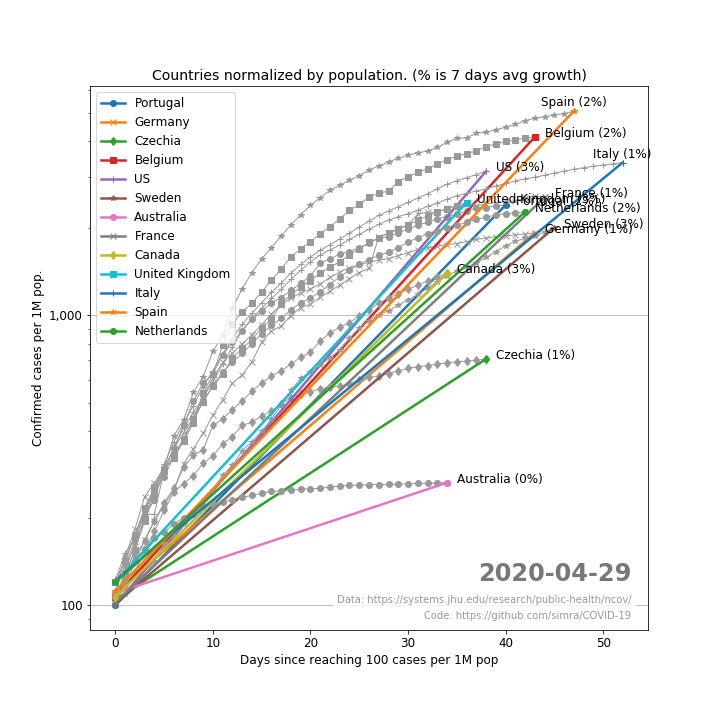 Countries normalized by population. (% is 7 days avg growth)
Portugal
Germany
Czechia
Belgium
US
Sweden
Australia
France
Canada
United Kingdom
Italy
Spain
Netherlands
Spain (2%)
Belgium (2%)
Italy (1%)
US (3%)
France (1%)
United Kingdom
Netherlands (2%)
Sweden (3%)
Germany (1%)
Canada (3%)
Czechia (1%)
Australia (0%)
1,000
100
Confirmed cases per 1M pop.
2020-04-29
Data: https://systems.jhu.edu/research/public-health/ncov/
Code: https://github.com/simra/COVID-19
0 10 20 30 40 50
Days since reaching 100 cases per 1M pop